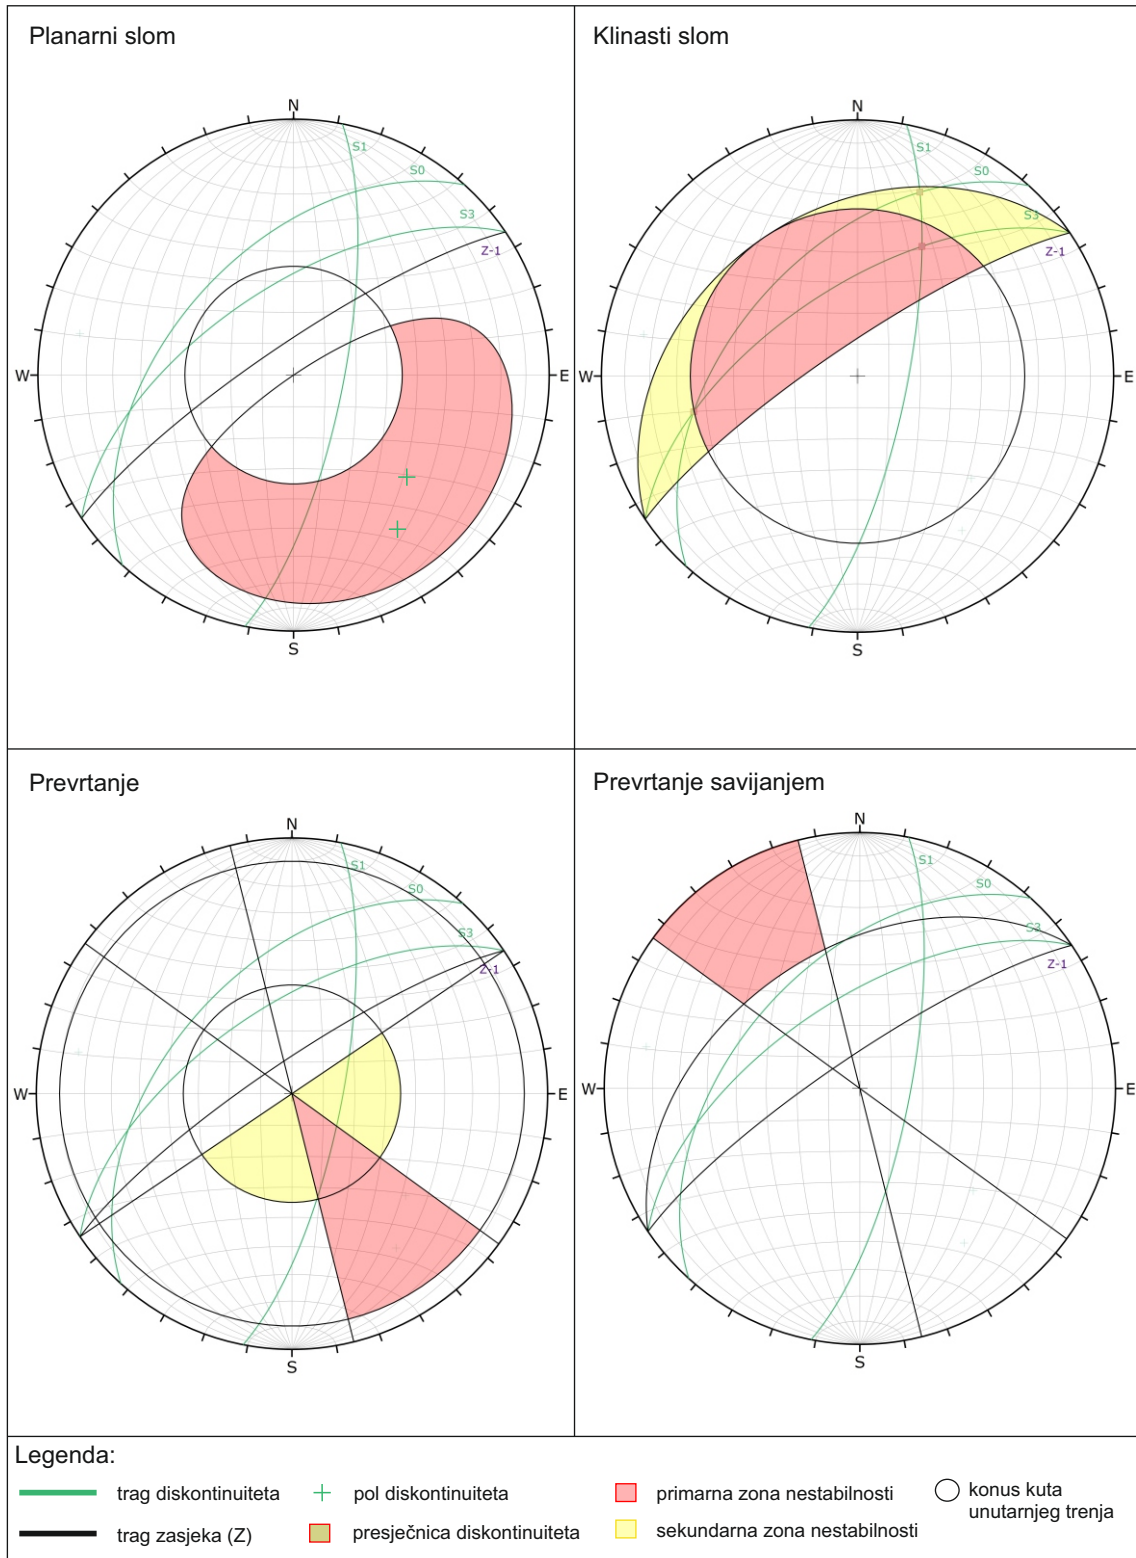 Planarni slom
N
S1
S0
S3
Z-1
W
E
S
Klinasti slom
N
S1
S0
S3
Z-1
W
E
S
Prevrtanje
N
S1
S0
S3
Z-1
W
E
S
Prevrtanje savijanjem
N
S1
S0
S3
Z-1
W
E
S
Legenda:
trag diskontinuiteta
pol diskontinuiteta
primarna zona nestabilnosti
konus kuta
unutarnjeg trenja
trag zasjeka (Z)
presječnica diskontinuiteta
sekundarna zona nestabilnosti